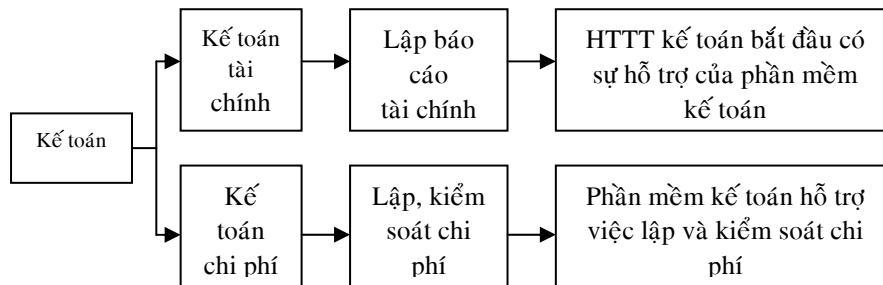 Kế toán
Kế toán
tài
chính
Lập báo
cáo
tài chính
HTTT kế toán bắt đầu có
sự hỗ trợ của phần mềm
kế toán
Kế
toán
chi phí
Lập, kiểm
soát chi
phí
Phần mềm kế toán hỗ trợ
việc lập và kiểm soát chi
phí